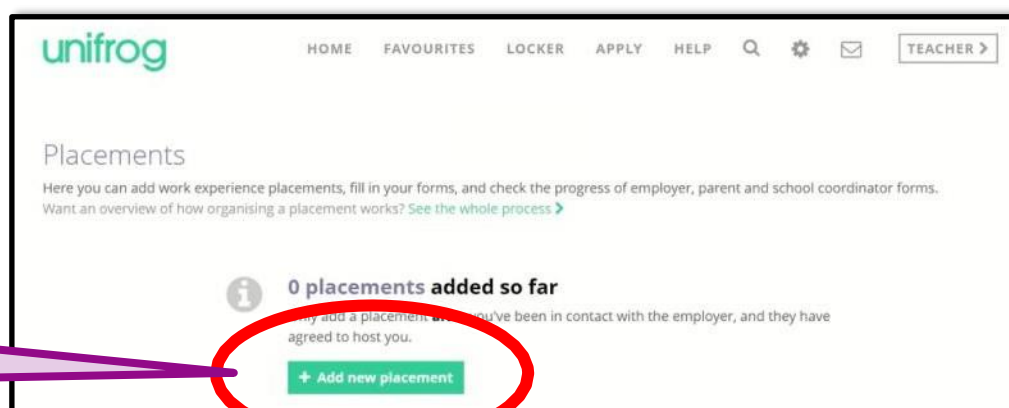 unifrog
HOME FAVOURITES LOCKER APPLY HELP TEACHER >
Placements
Here you can add work experience placements, fill in your forms, and check the progress of employer, parent and school coordinator forms.
Want an overview of how organising a placement works? See the whole process >
0 placements added so far
add a placement you've been in contact with the employer, and they have
agreed to host you.
+ Add new placement